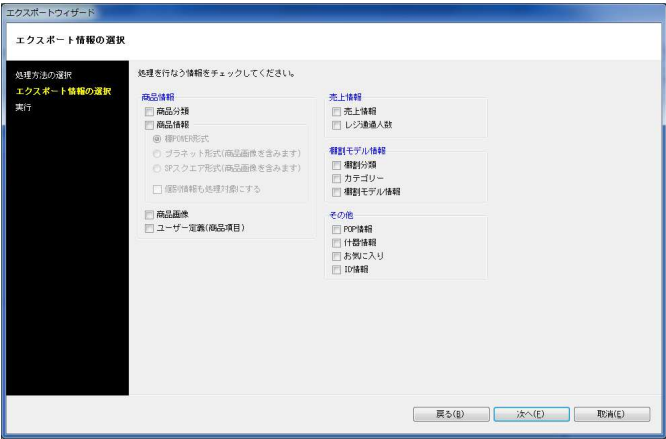 エクスポートウィザード
エクスポート情報の選択
処理方法の選択
エクスポート情報の選択
実行
処理を行なう情報をチェックしてください。
商品情報
商品分類
商品情報
棚POWER形式
プラネット形式(商品画像を含みます)
SPスクエア形式(商品画像を含みます)
個別情報も処理対象にする
商品画像
ユーザー定義(商品項目)
売上情報
売上情報
レジ通過人数
棚割モデル情報
棚割分類
カテゴリー
棚割モデル情報
その他
POP情報
什器情報
お気に入り
ID情報
戻る(B)
次へ(F)
取消(E)